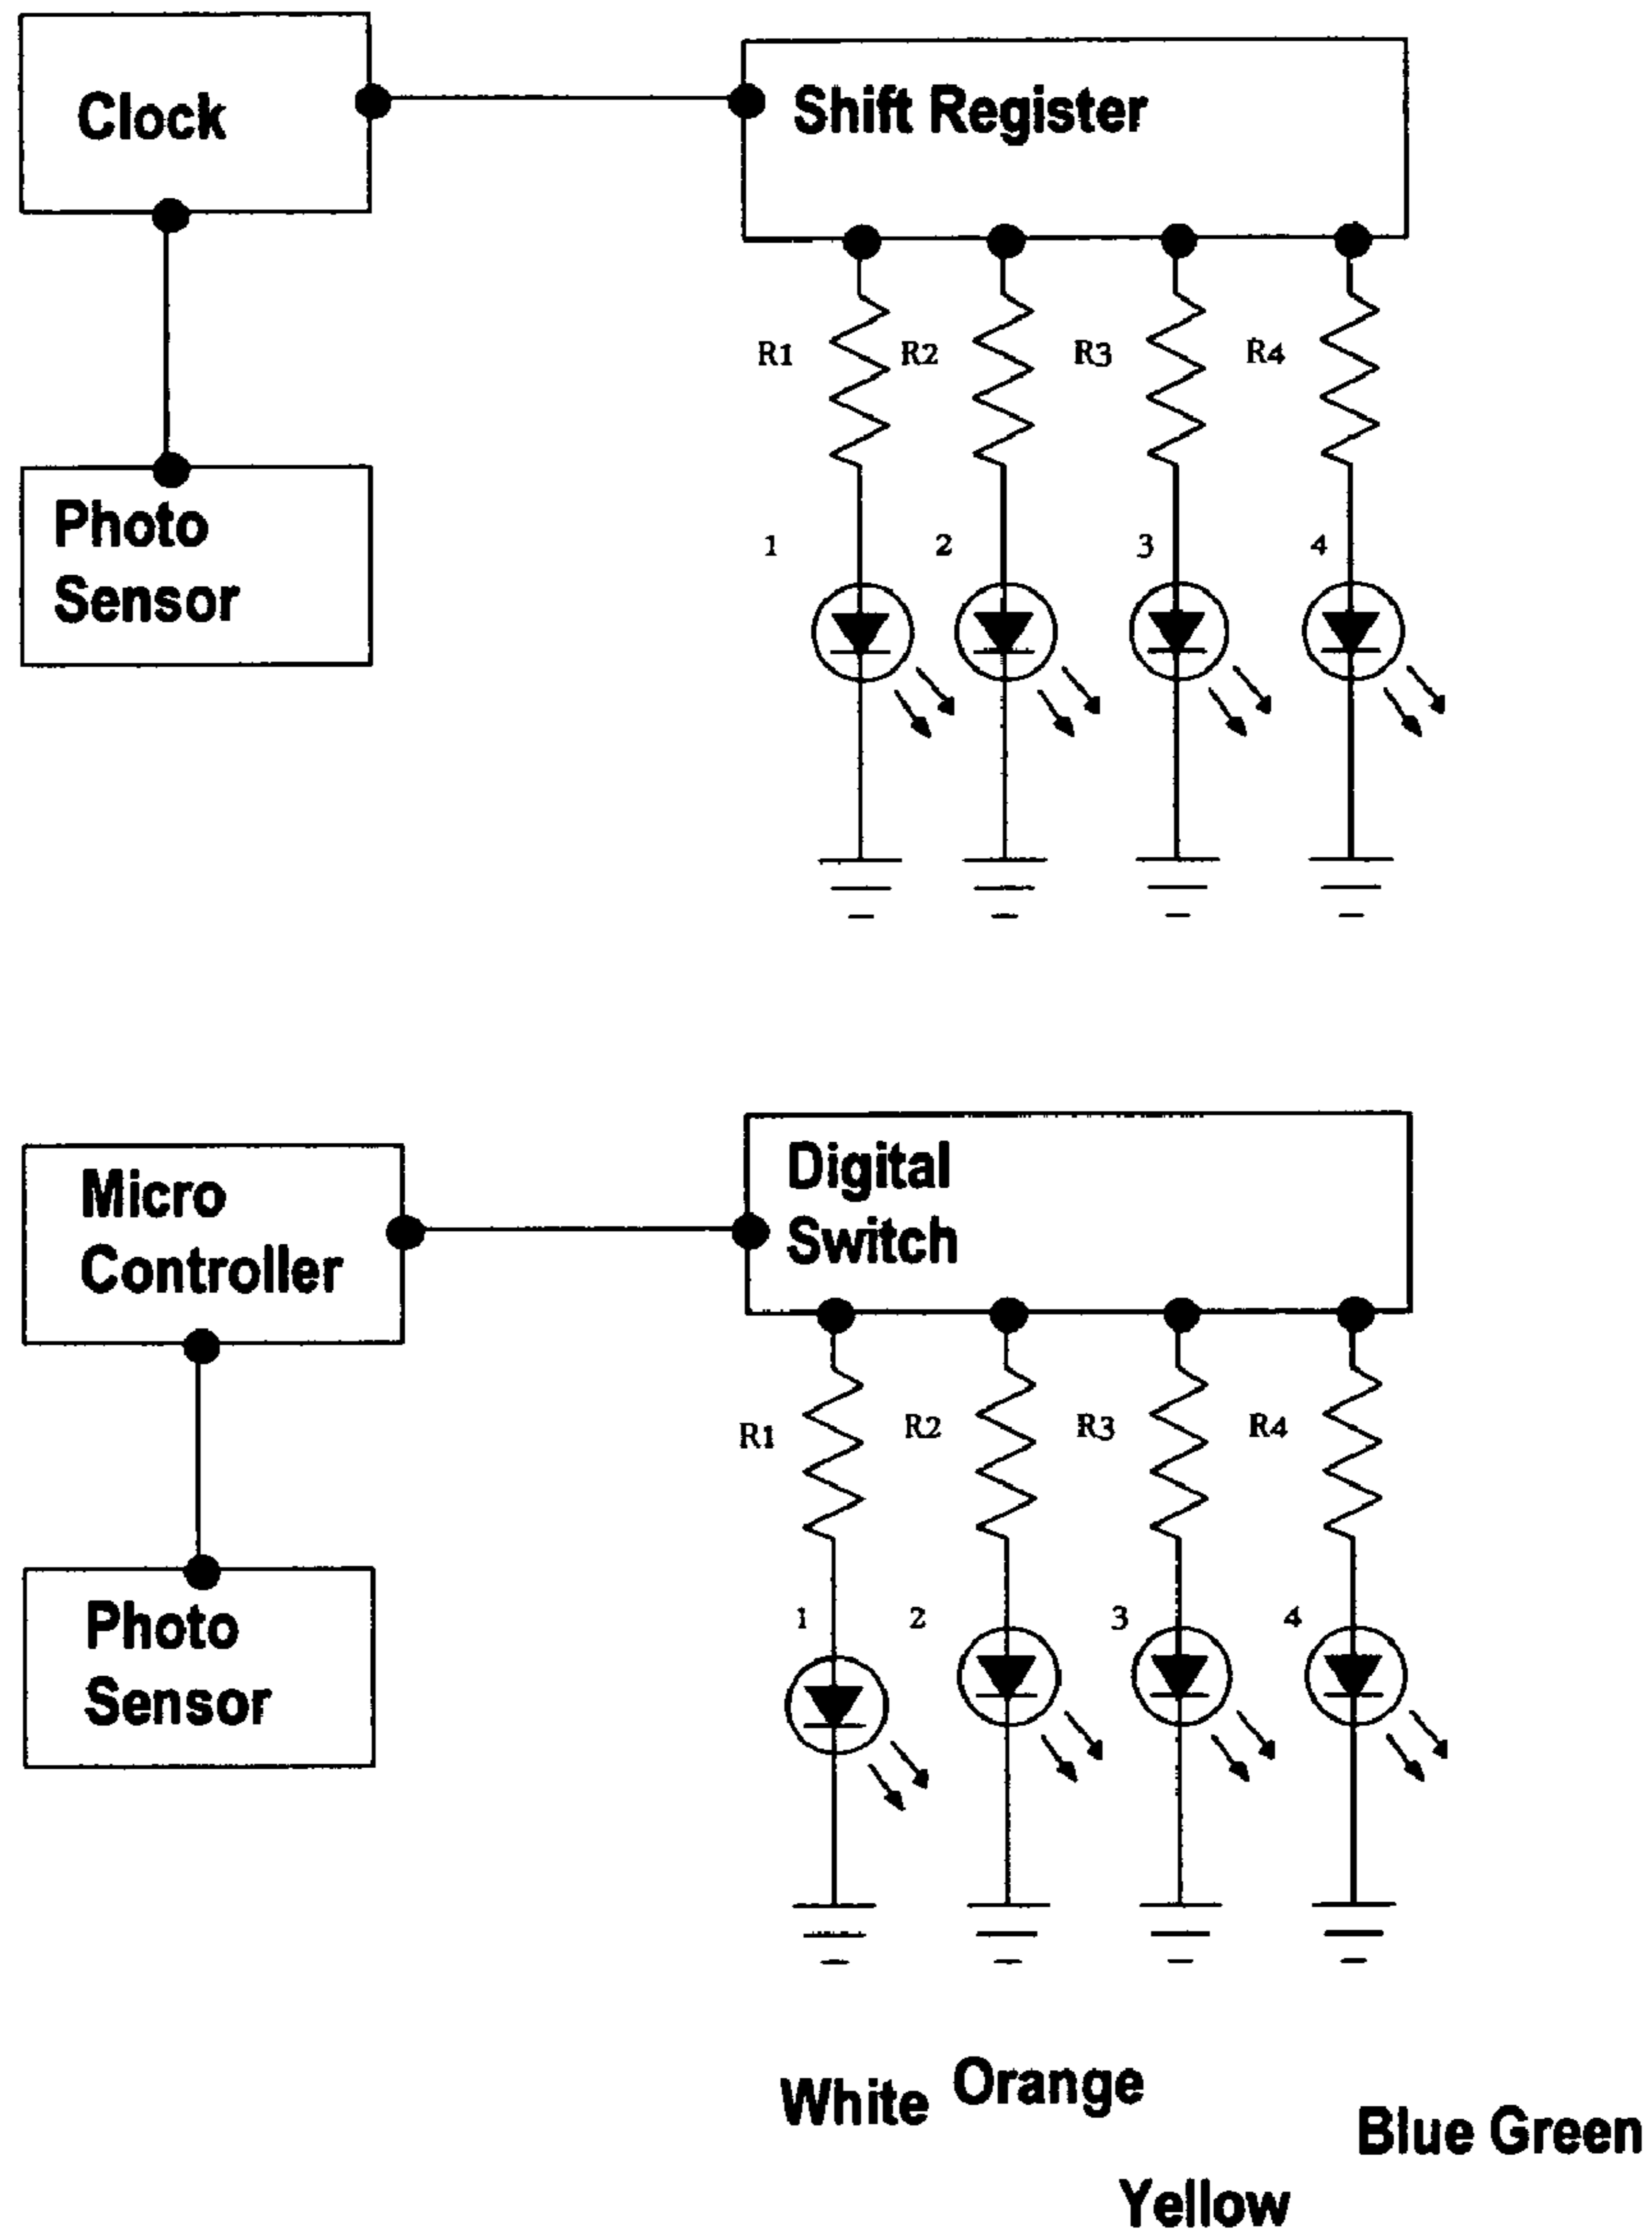 Clock
Shift Register
R1 R2 R3 R4
Photo
Sensor
1 2 3 4
Micro
Controller
Digital
Switch
R1 R2 R3 R4
Photo
Sensor
1 2 3 4
White Orange
Blue Green
Yellow